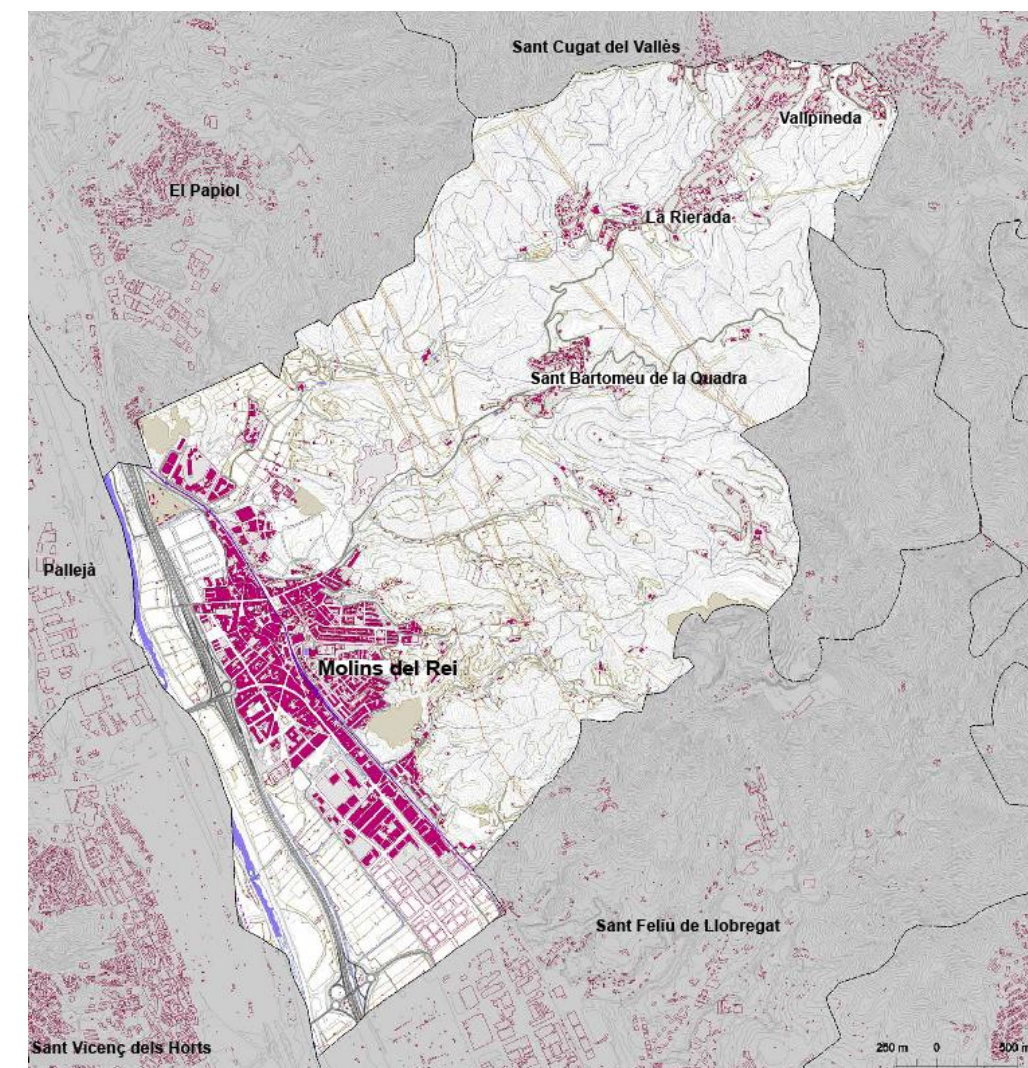 Sant Cugat del Vallès
Vallpineda
El Papiol
La Rierada
Sant Bartomeu de la Quadra
Pallejà
Molins del Rei
Sant Feliu de Llobregat
Sant Vicenç dels Horts
250 m 0 500 m